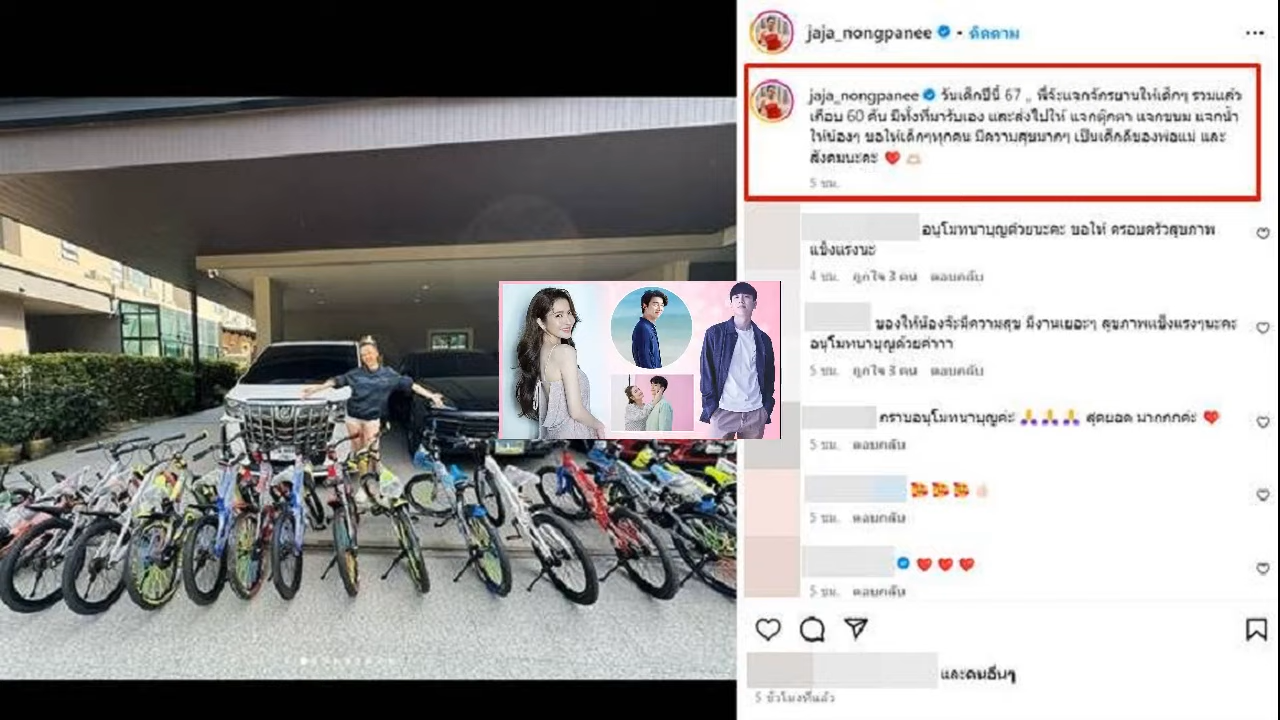 jaja_nongpanee • ติดตาม
jaja_nongpanee วันเด็กปีนี้ 67 .. พี่จ๊ะแจกจักรยานให้เด็กๆ รวมแล้ว
เกือบ 60 คัน มีทั้งที่มารับเอง และส่งไปให้ แจกตุ๊กตา แจกขนม แจกน้ำ
ให้น้องๆ ขอให้เด็กๆทุกคน มีความสุขมากๆ เป็นเด็กดีของพ่อแม่ และ
สังคมนะคะ ❤️ 🫶🏻
5 ชม.
อนุโมทนาบุญด้วยนะคะ ขอให้ ครอบครัวสุขภาพ
แข็งแรงนะ
4 ชม. ถูกใจ 3 คน ตอบกลับ
ขอให้น้องจ๊ะมีความสุข มีงานเยอะๆ สุขภาพแข็งแรงๆนะคะ
อนุโมทนาบุญด้วยค่าาา
5 ชม. ถูกใจ 3 คน ตอบกลับ
กราบอนุโมทนาบุญค่ะ 🙏🙏🙏 สุดยอด มากกกค่ะ ❤️
5 ชม. ตอบกลับ
🥰🥰🥰👍🏻
5 ชม. ตอบกลับ
❤️❤️❤️
5 ชม. ตอบกลับ
และคนอื่นๆ
5 ชั่วโมงที่แล้ว